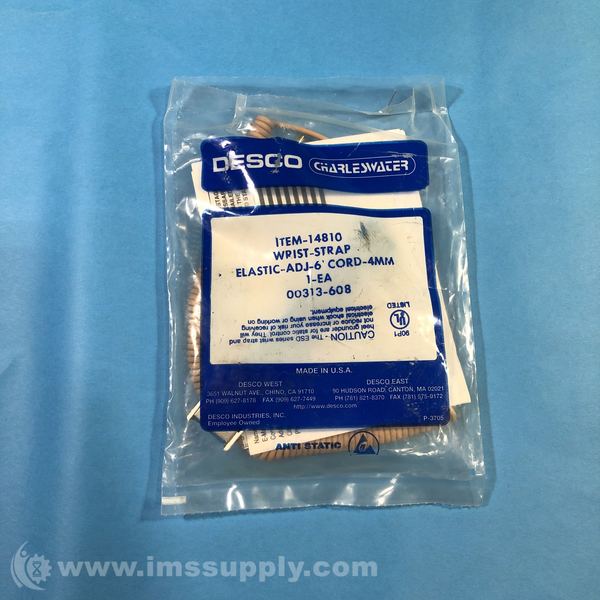 DESCO CHARLESWATER
ITEM-14810
WRIST-STRAP
ELASTIC-ADJ-6' CORD-4MM
1-EA
00313-608
CAUTION- The ESD series wrist strap and
heel grounder are for static control. They will
not reduce or increase your risk of receiving
electrical shock when using or working on
electrical equipment.
90P1
UL
LISTED
MADE IN U.S.A.
DESCO WEST
3651 WALNUT AVE., CHINO, CA 91710
PH (909) 627-8178 FAX (909) 627-7449
DESCO EAST
90 HUDSON ROAD, CANTON, MA 02021
PH (781) 821-8370 FAX (781) 575-0172
http://www.desco.com
DESCO INDUSTRIES, INC.
Employee Owned
P-3705
ANTI STATIC
www.imssupply.com